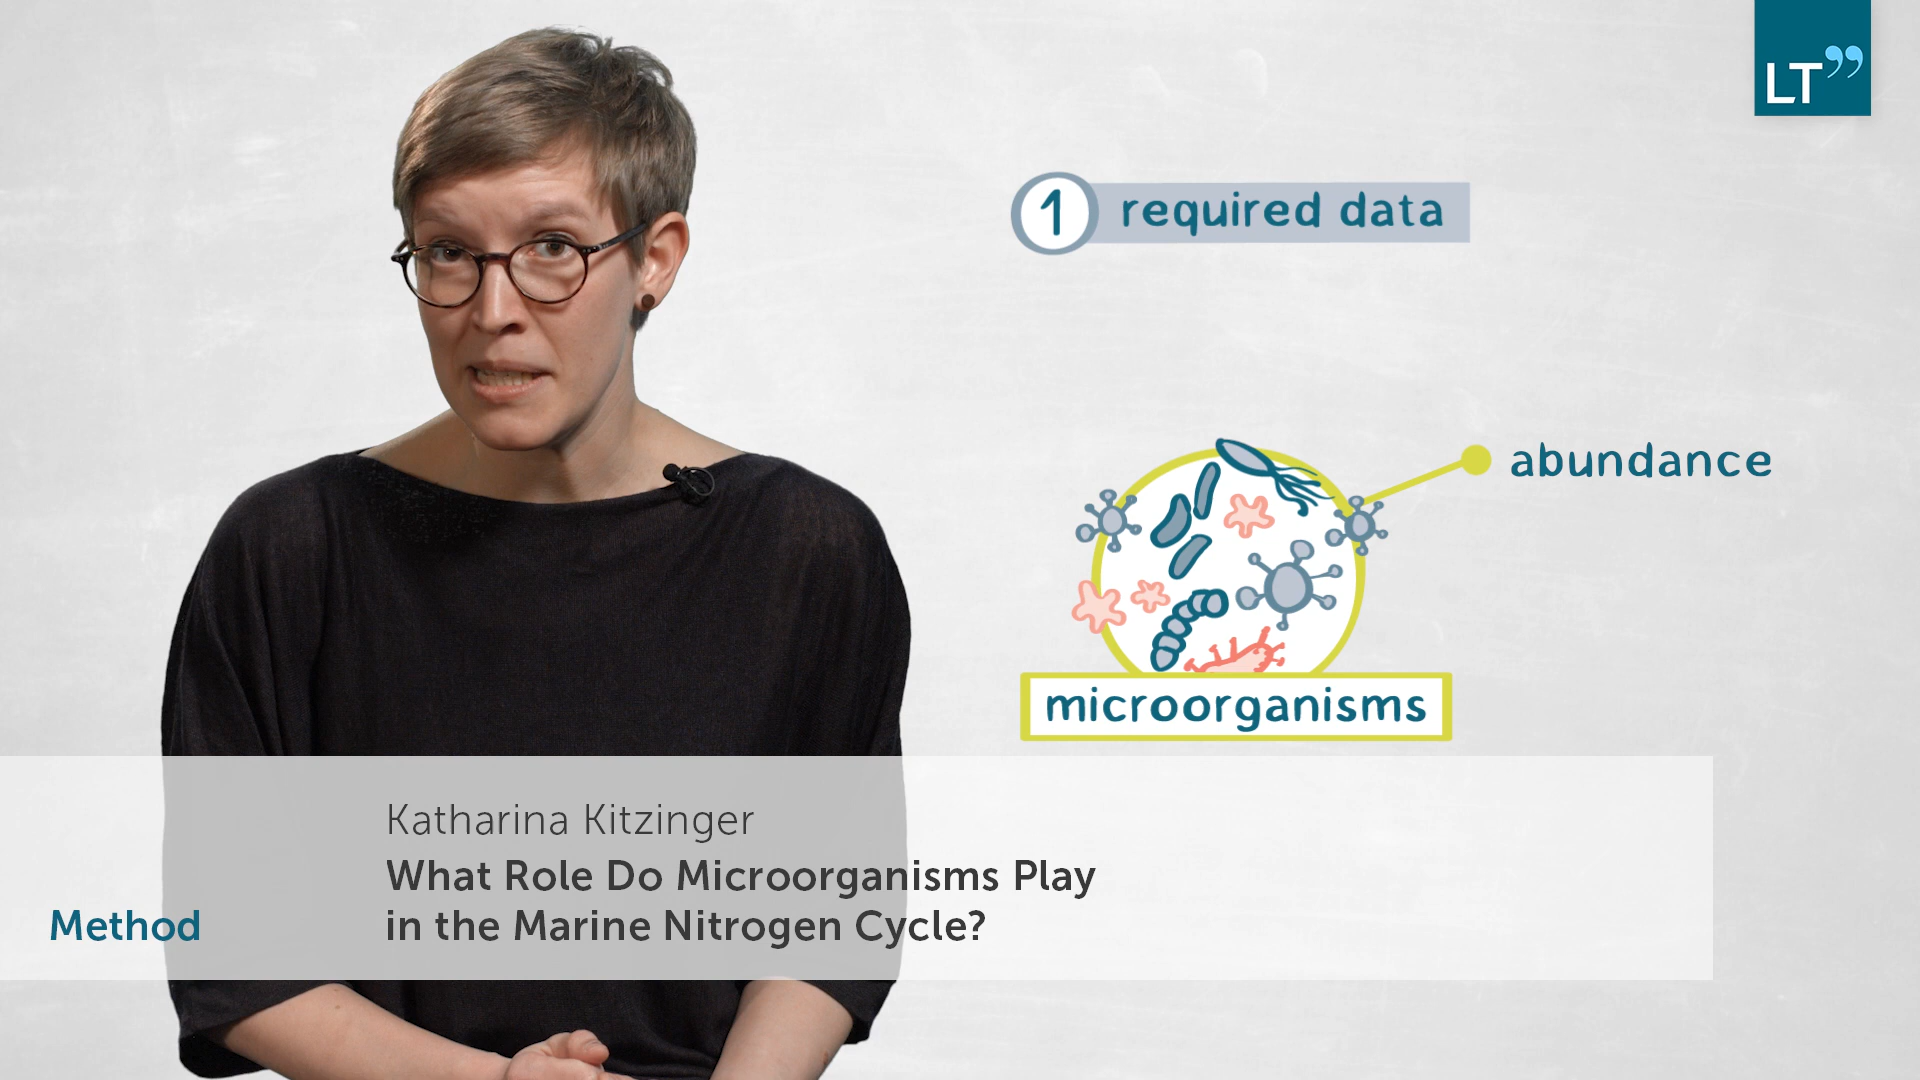 LT”
1 required data
abundance
microorganisms
Katharina Kitzinger
What Role Do Microorganisms Play
in the Marine Nitrogen Cycle?
Method